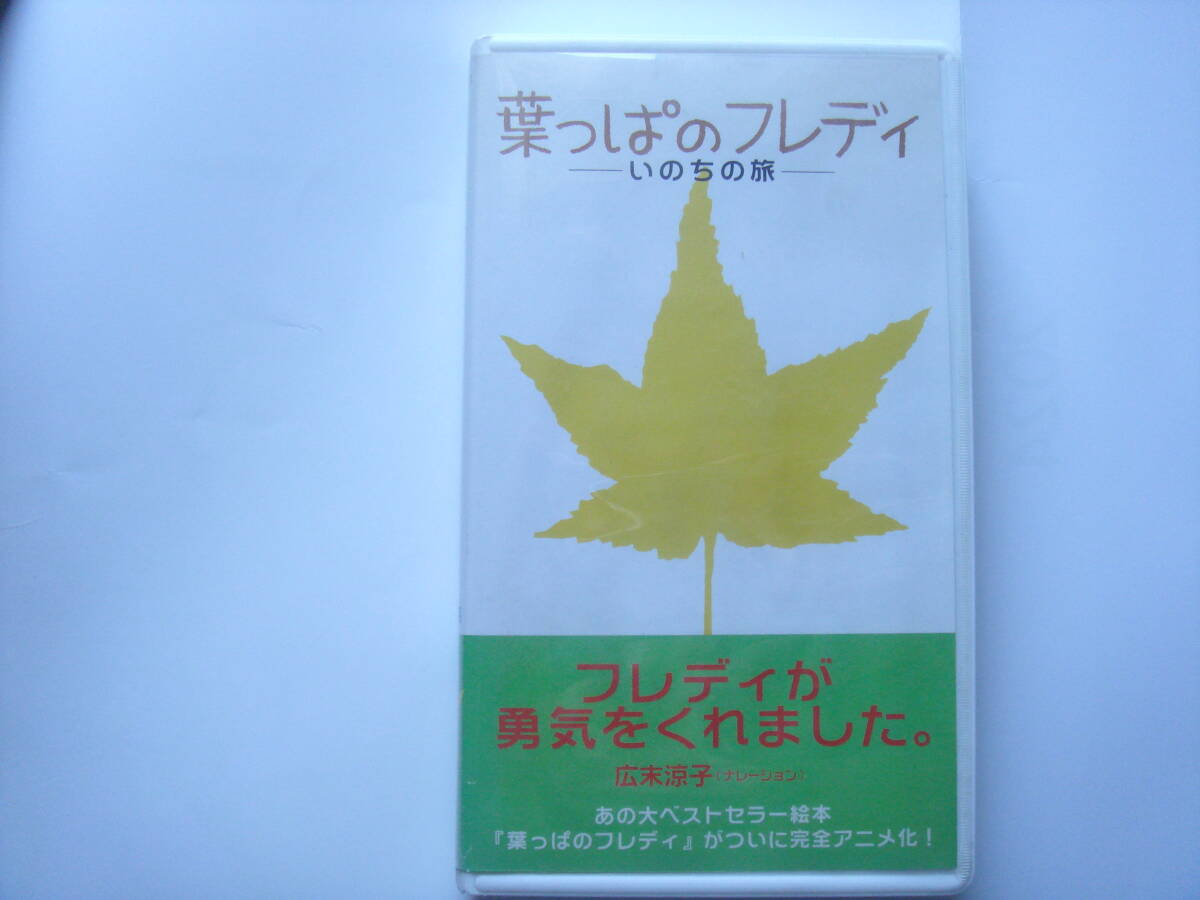 葉っぱのフレディ
いのちの旅
フレディが
勇気をくれました。
広末涼子（ナレーション）
あの大ベストセラー絵本
『葉っぱのフレディ』がついに完全アニメ化！